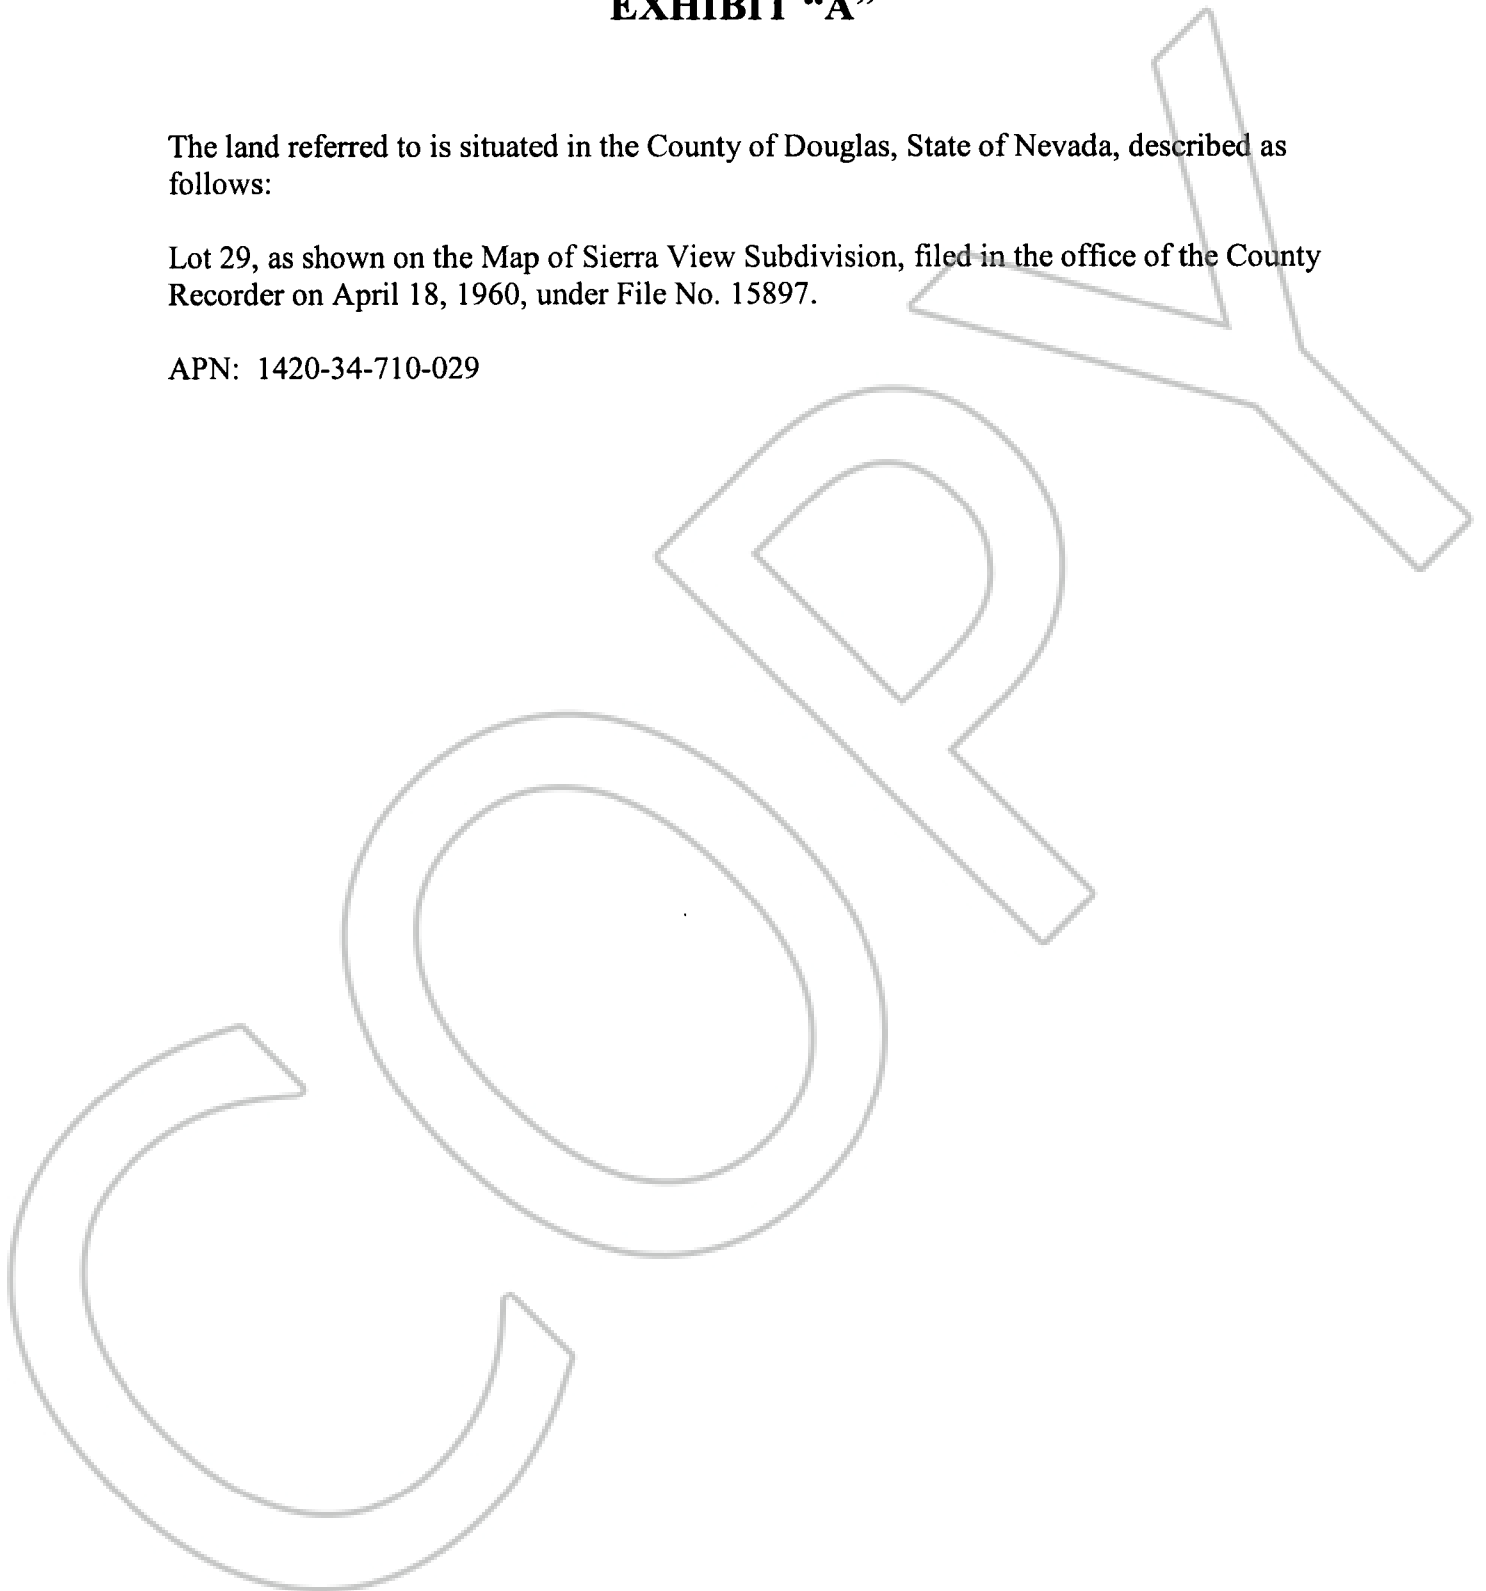 EXHIBIT “A”
The land referred to is situated in the County of Douglas, State of Nevada, described as
follows:
Lot 29, as shown on the Map of Sierra View Subdivision, filed in the office of the County
Recorder on April 18, 1960, under File No. 15897.
APN: 1420-34-710-029
COPY